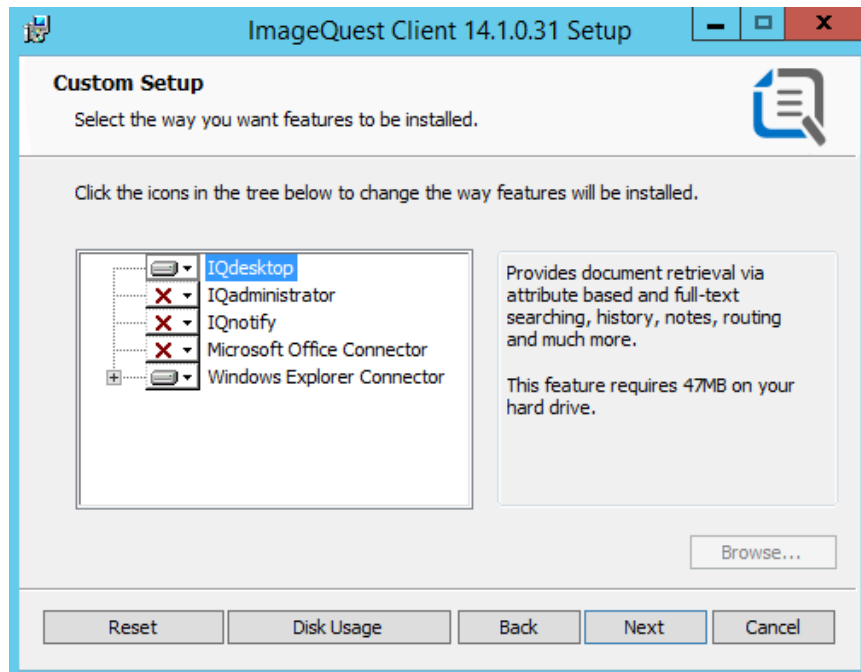 ImageQuest Client 14.1.0.31 Setup
Custom Setup
Select the way you want features to be installed.
Click the icons in the tree below to change the way features will be installed.
IQdesktop
IQadministrator
IQnotify
Microsoft Office Connector
Windows Explorer Connector
Provides document retrieval via
attribute based and full-text
searching, history, notes, routing
and much more.
This feature requires 47MB on your
hard drive.
Browse...
Reset
Disk Usage
Back
Next
Cancel